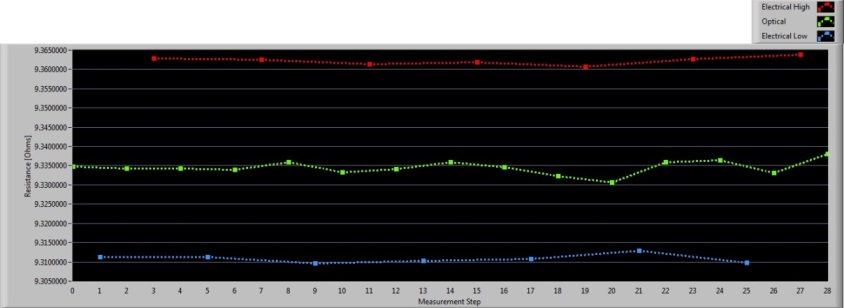 Electrical High
Optical
Electrical Low
9.3650000
9.3600000
9.3550000
9.3500000
9.3450000
9.3400000
9.3350000
9.3300000
9.3250000
9.3200000
9.3150000
9.3100000
9.3050000
Resistance [Ohms]
0 1 2 3 4 5 6 7 8 9 10 11 12 13 14 15 16 17 18 19 20 21 22 23 24 25 26 27 28
Measurement Step